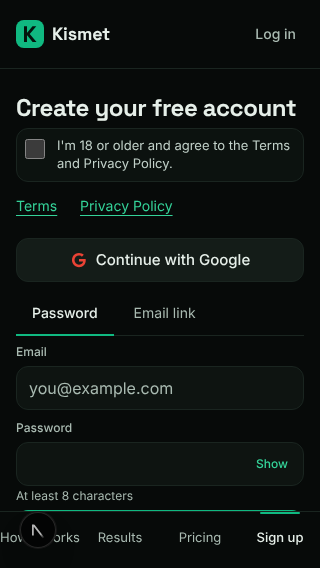 K Kismet
Log in
Create your free account
I'm 18 or older and agree to the Terms
and Privacy Policy.
Terms Privacy Policy
Continue with Google
Password Email link
Email
you@example.com
Password
Show
At least 8 characters
Results Pricing Sign up